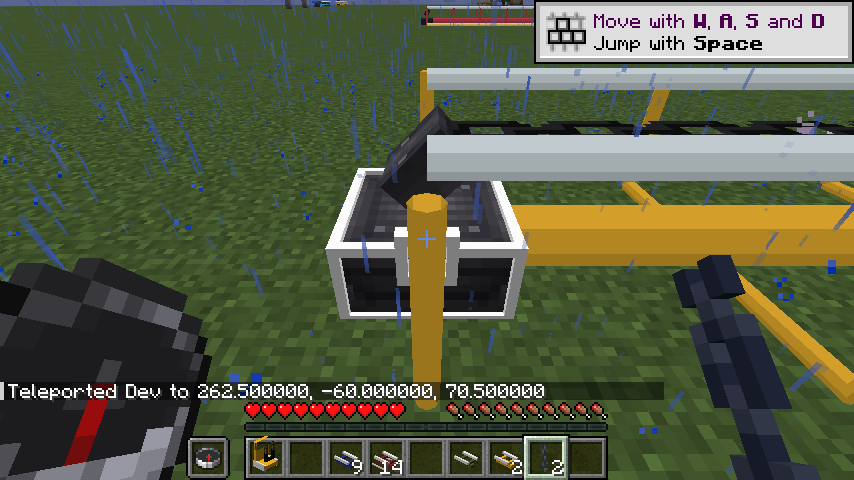 Move with W, A, S and D
Jump with Space
Teleported Dev to 262.500000, -60.000000, 70.500000
9
14
2
2